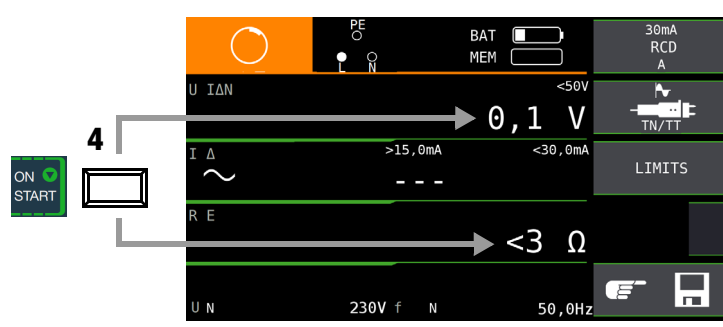 4
ON
START
PE
L N
BAT
MEM
30mA
RCD
A
U IΔN <50V
0,1 V
TN/TT
I Δ >15,0mA <30,0mA
- - -
LIMITS
R E
<3 Ω
U N 230V f N 50,0Hz